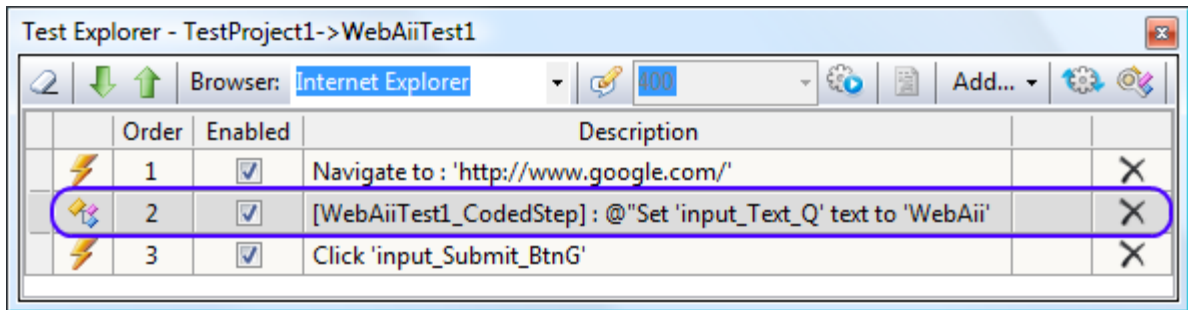 Test Explorer - TestProject1->WebAiiTest1
Browser: Internet Explorer 400 Add...
Order Enabled Description
1 Navigate to : 'http://www.google.com/'
2 [WebAiiTest1_CodedStep] : @"Set 'input_Text_Q' text to 'WebAii'
3 Click 'input_Submit_BtnG'